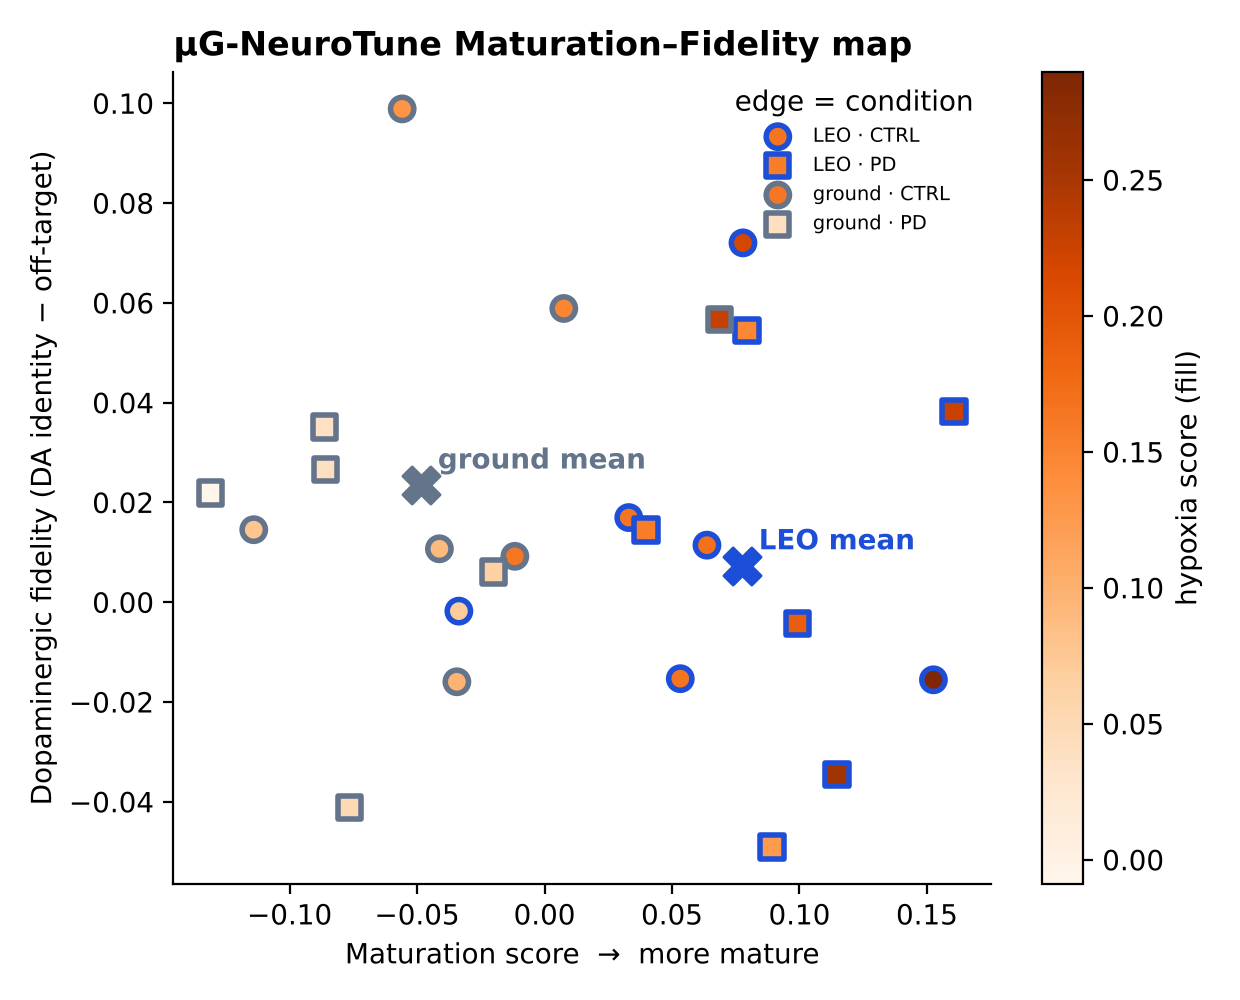 µG-NeuroTune Maturation–Fidelity map
edge = condition
LEO · CTRL
LEO · PD
ground · CTRL
ground · PD
ground mean
LEO mean
Dopaminergic fidelity (DA identity − off-target)
0.10
0.08
0.06
0.04
0.02
0.00
−0.02
−0.04
−0.10
−0.05
0.00
0.05
0.10
0.15
Maturation score → more mature
0.25
0.20
0.15
0.10
0.05
0.00
hypoxia score (fill)